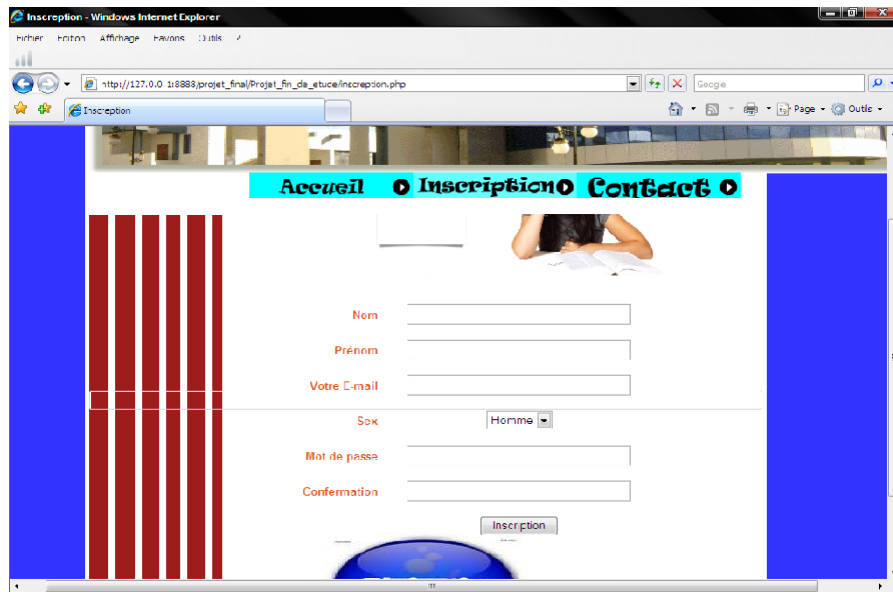 Inscreption - Windows Internet Explorer
Fichier Edition Affichage Favoris Outils ?
http://127.0.0.1:8888/projet_final/Projet_fin_de_etuce/inscreption.php
Google
Inscreption
Page Outils
Accueil Inscription Contact
Nom
Prénom
Votre E-mail
Sex Homme
Mot de passe
Confermation
Inscription